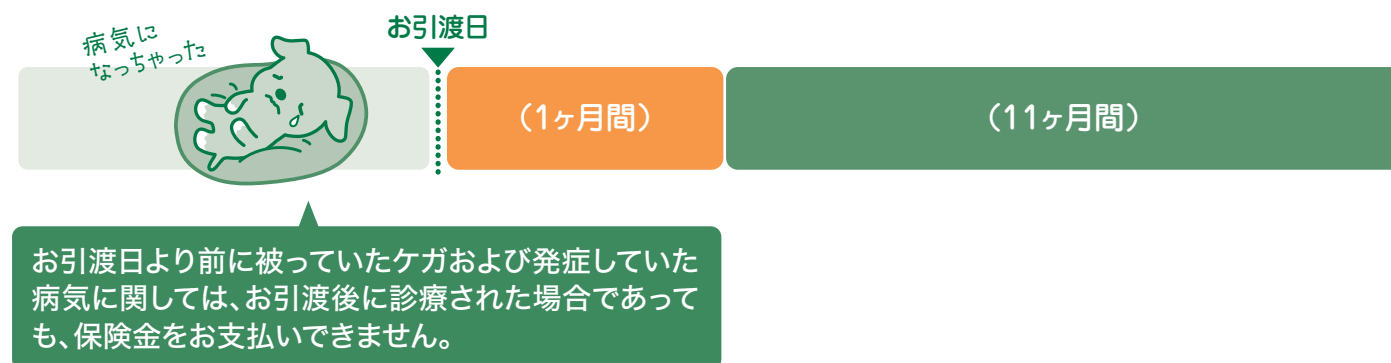 お引渡日
病気に
なっちゃった
（1ヶ月間）
（11ヶ月間）
お引渡日より前に被っていたケガおよび発症していた
病気に関しては、お引渡後に診療された場合であって
も、保険金をお支払いできません。